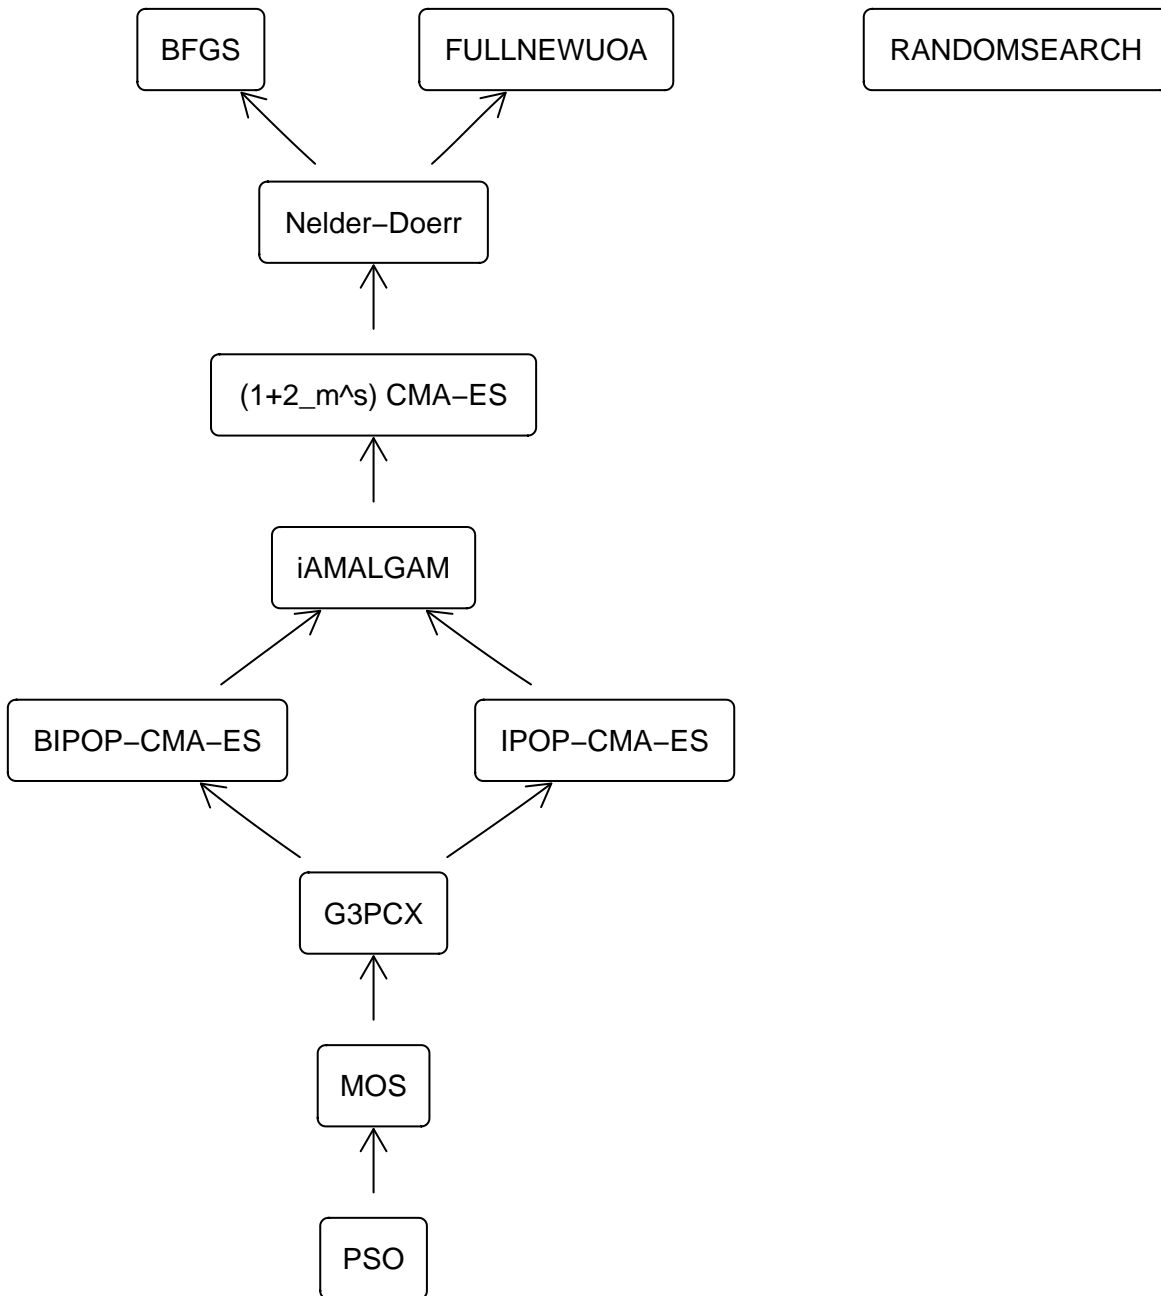 BFGS
FULLNEWUOA
RANDOMSEARCH
Nelder−Doerr
(1+2_m^s) CMA−ES
iAMALGAM
BIPOP−CMA−ES
IPOP−CMA−ES
G3PCX
MOS
PSO